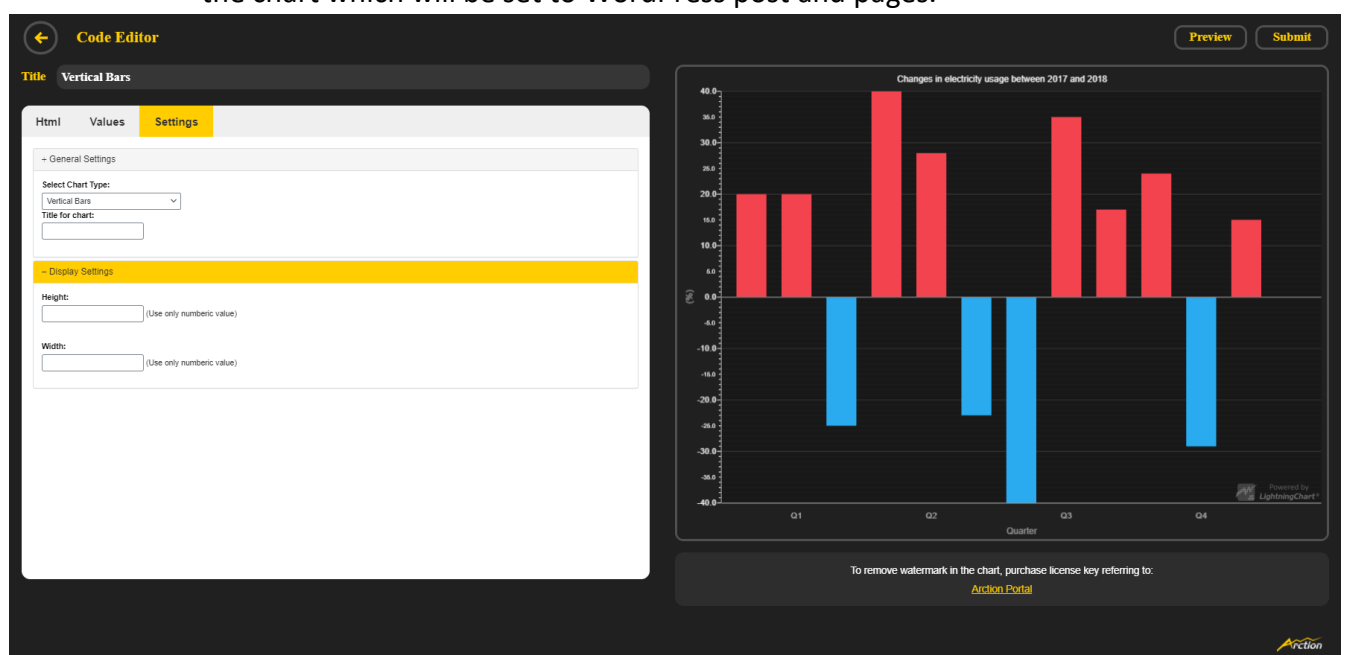 the chart which will be set to WordPress post and pages.
Code Editor
Preview
Submit
Title
Vertical Bars
Html
Values
Settings
+ General Settings
Select Chart Type:
Vertical Bars
Title for chart:
– Display Settings
Height:
(Use only numberic value)
Width:
(Use only numberic value)
Changes in electricity usage between 2017 and 2018
40.0
35.0
30.0
25.0
20.0
15.0
10.0
5.0
(%)
0.0
-5.0
-10.0
-15.0
-20.0
-25.0
-30.0
-35.0
-40.0
Q1
Q2
Q3
Q4
Quarter
Powered by
LightningChart®
To remove watermark in the chart, purchase license key referring to:
Arction Portal
Arction